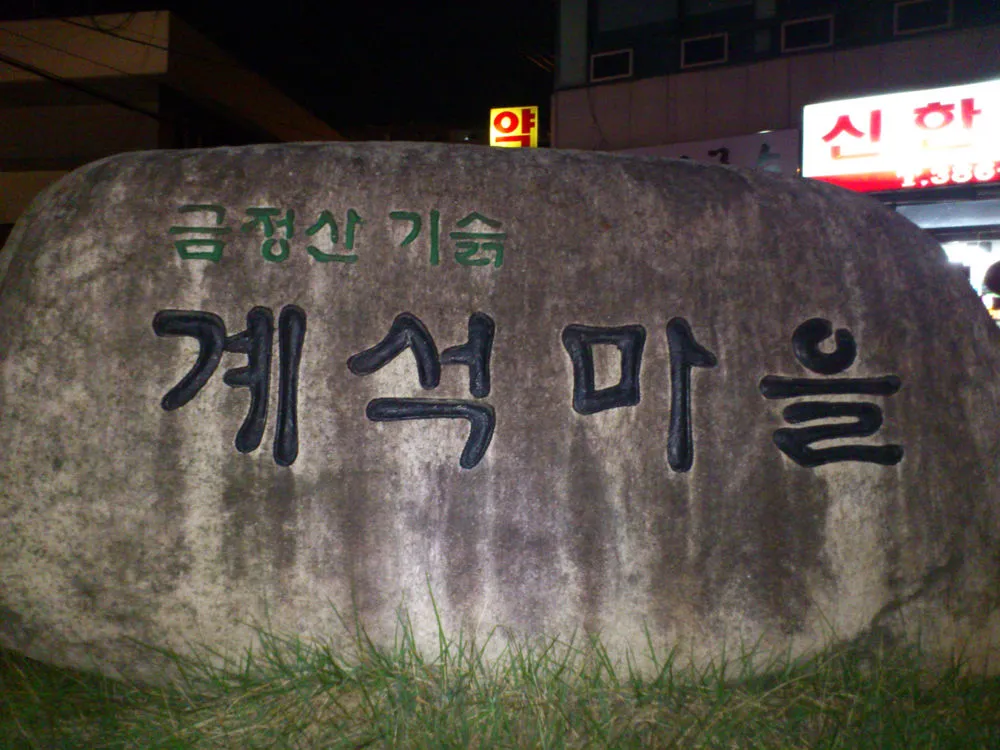 약
신한
금정산 기슭
계석마을